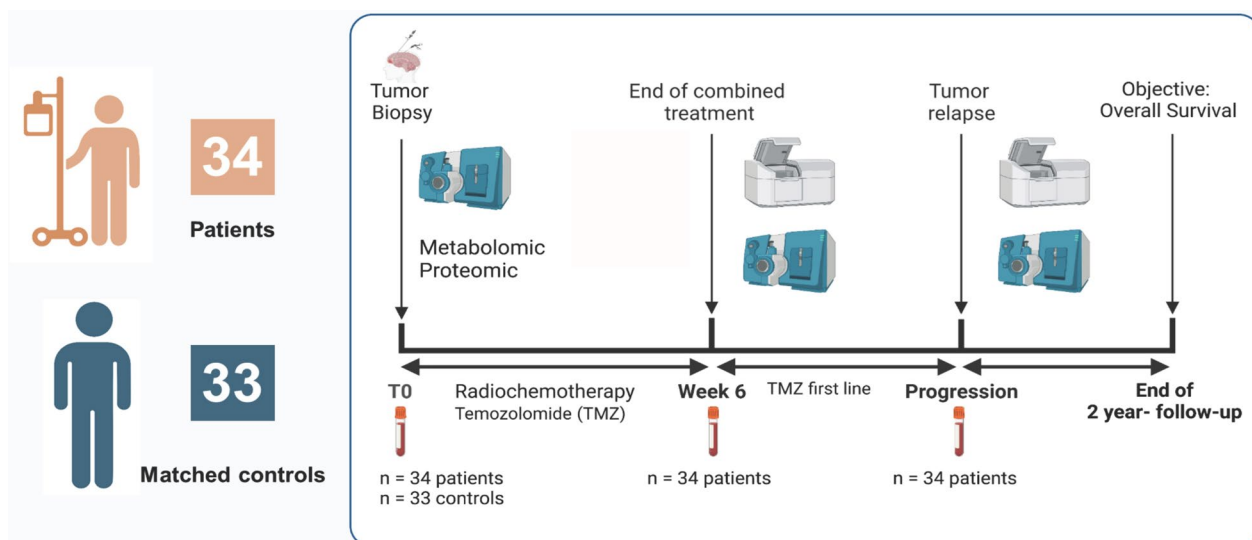 34
Patients
33
Matched controls
Tumor
Biopsy
End of combined
treatment
Tumor
relapse
Objective:
Overall Survival
Metabolomic
Proteomic
T0
Radiochemotherapy
Temozolomide (TMZ)
Week 6
TMZ first line
Progression
End of
2 year- follow-up
n = 34 patients
n = 33 controls
n = 34 patients
n = 34 patients